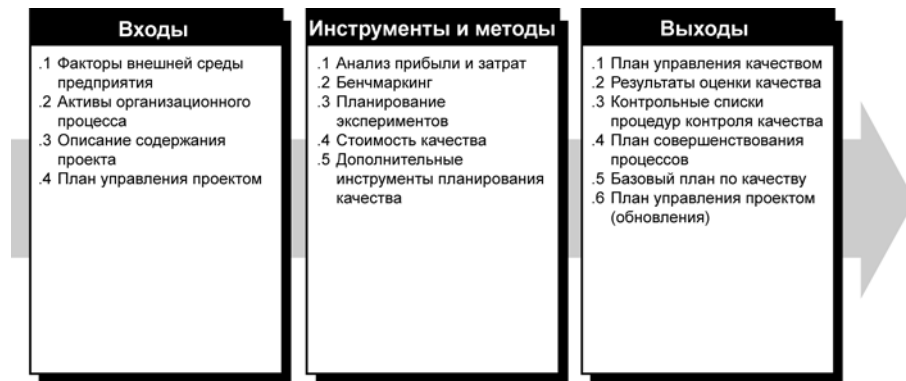 Входы
.1 Факторы внешней среды
предприятия
.2 Активы организационного
процесса
.3 Описание содержания
проекта
.4 План управления проектом
Инструменты и методы
.1 Анализ прибыли и затрат
.2 Бенчмаркинг
.3 Планирование
экспериментов
.4 Стоимость качества
.5 Дополнительные
инструменты планирования
качества
Выходы
.1 План управления качеством
.2 Результаты оценки качества
.3 Контрольные списки
процедур контроля качества
.4 План совершенствования
процессов
.5 Базовый план по качеству
.6 План управления проектом
(обновления)